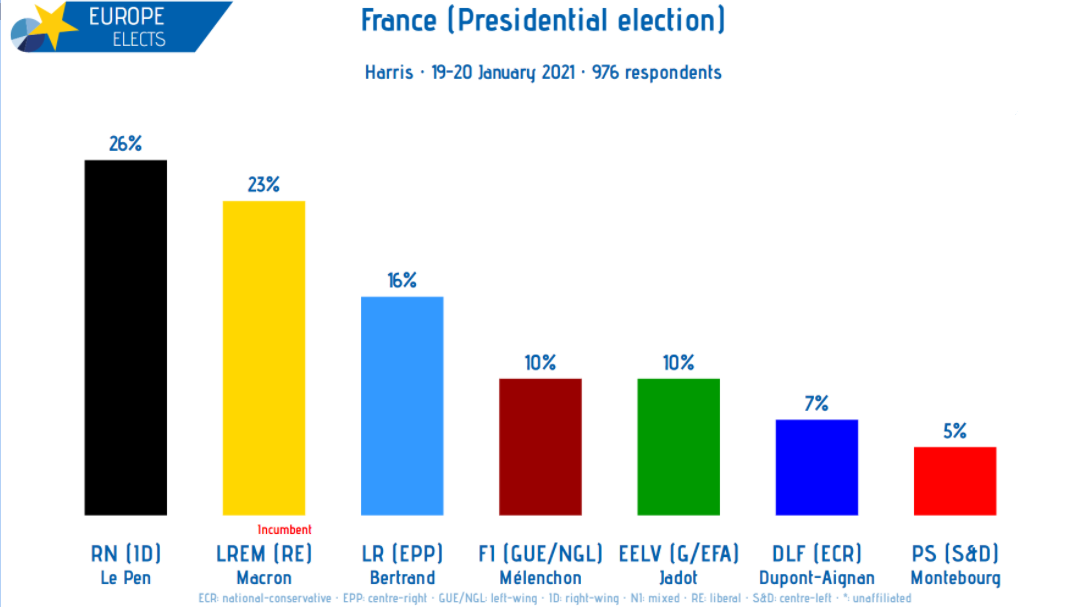 EUROPE
ELECTS
France (Presidential election)
Harris · 19-20 January 2021 · 976 respondents
26%
23%
16%
10%
10%
7%
5%
Incumbent
RN (ID) LREM (RE) LR (EPP) FI (GUE/NGL) EELV (G/EFA) DLF (ECR) PS (S&D)
Le Pen Macron Bertrand Mélenchon Jadot Dupont-Aignan Montebourg
ECR: national-conservative · EPP: centre-right · GUE/NGL: left-wing · ID: right-wing · NI: mixed · RE: liberal · S&D: centre-left · *: unaffiliated